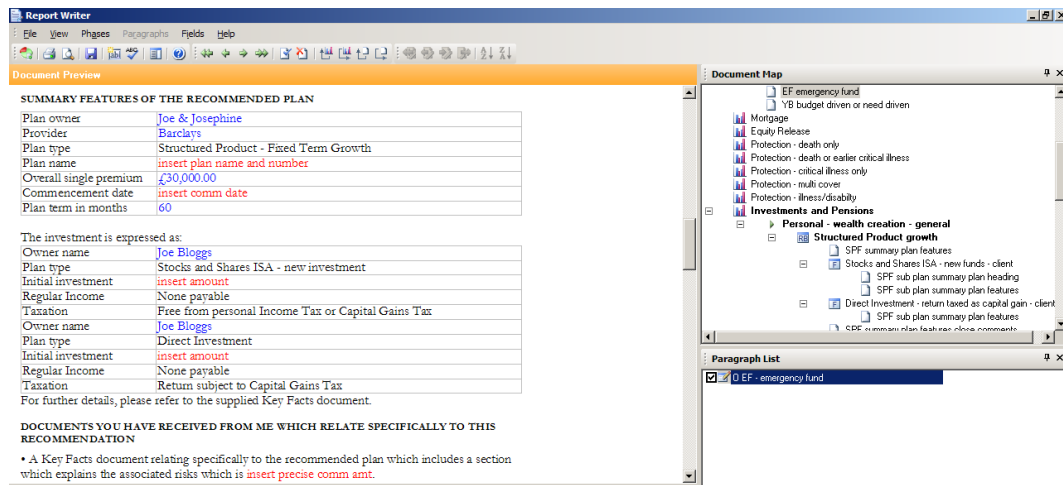 Report Writer
File View Phases Paragraphs Fields Help
Document Preview
SUMMARY FEATURES OF THE RECOMMENDED PLAN
Plan owner Joe & Josephine
Provider Barclays
Plan type Structured Product - Fixed Term Growth
Plan name insert plan name and number
Overall single premium £30,000.00
Commencement date insert comm date
Plan term in months 60
The investment is expressed as:
Owner name Joe Bloggs
Plan type Stocks and Shares ISA - new investment
Initial investment insert amount
Regular Income None payable
Taxation Free from personal Income Tax or Capital Gains Tax
Owner name Joe Bloggs
Plan type Direct Investment
Initial investment insert amount
Regular Income None payable
Taxation Return subject to Capital Gains Tax
For further details, please refer to the supplied Key Facts document.
DOCUMENTS YOU HAVE RECEIVED FROM ME WHICH RELATE SPECIFICALLY TO THIS
RECOMMENDATION
• A Key Facts document relating specifically to the recommended plan which includes a section
which explains the associated risks which is insert precise comm amt.
Document Map
EF emergency fund
YB budget driven or need driven
Mortgage
Equity Release
Protection - death only
Protection - death or earlier critical illness
Protection - critical illness only
Protection - multi cover
Protection - illness/disabilty
Investments and Pensions
Personal - wealth creation - general
RB Structured Product growth
SPF summary plan features
F Stocks and Shares ISA - new funds - client
SPF sub plan summary plan heading
SPF sub plan summary plan features
F Direct Investment - return taxed as capital gain - client
SPF sub plan summary plan features
SPF summary plan features close comments
Paragraph List
O EF - emergency fund